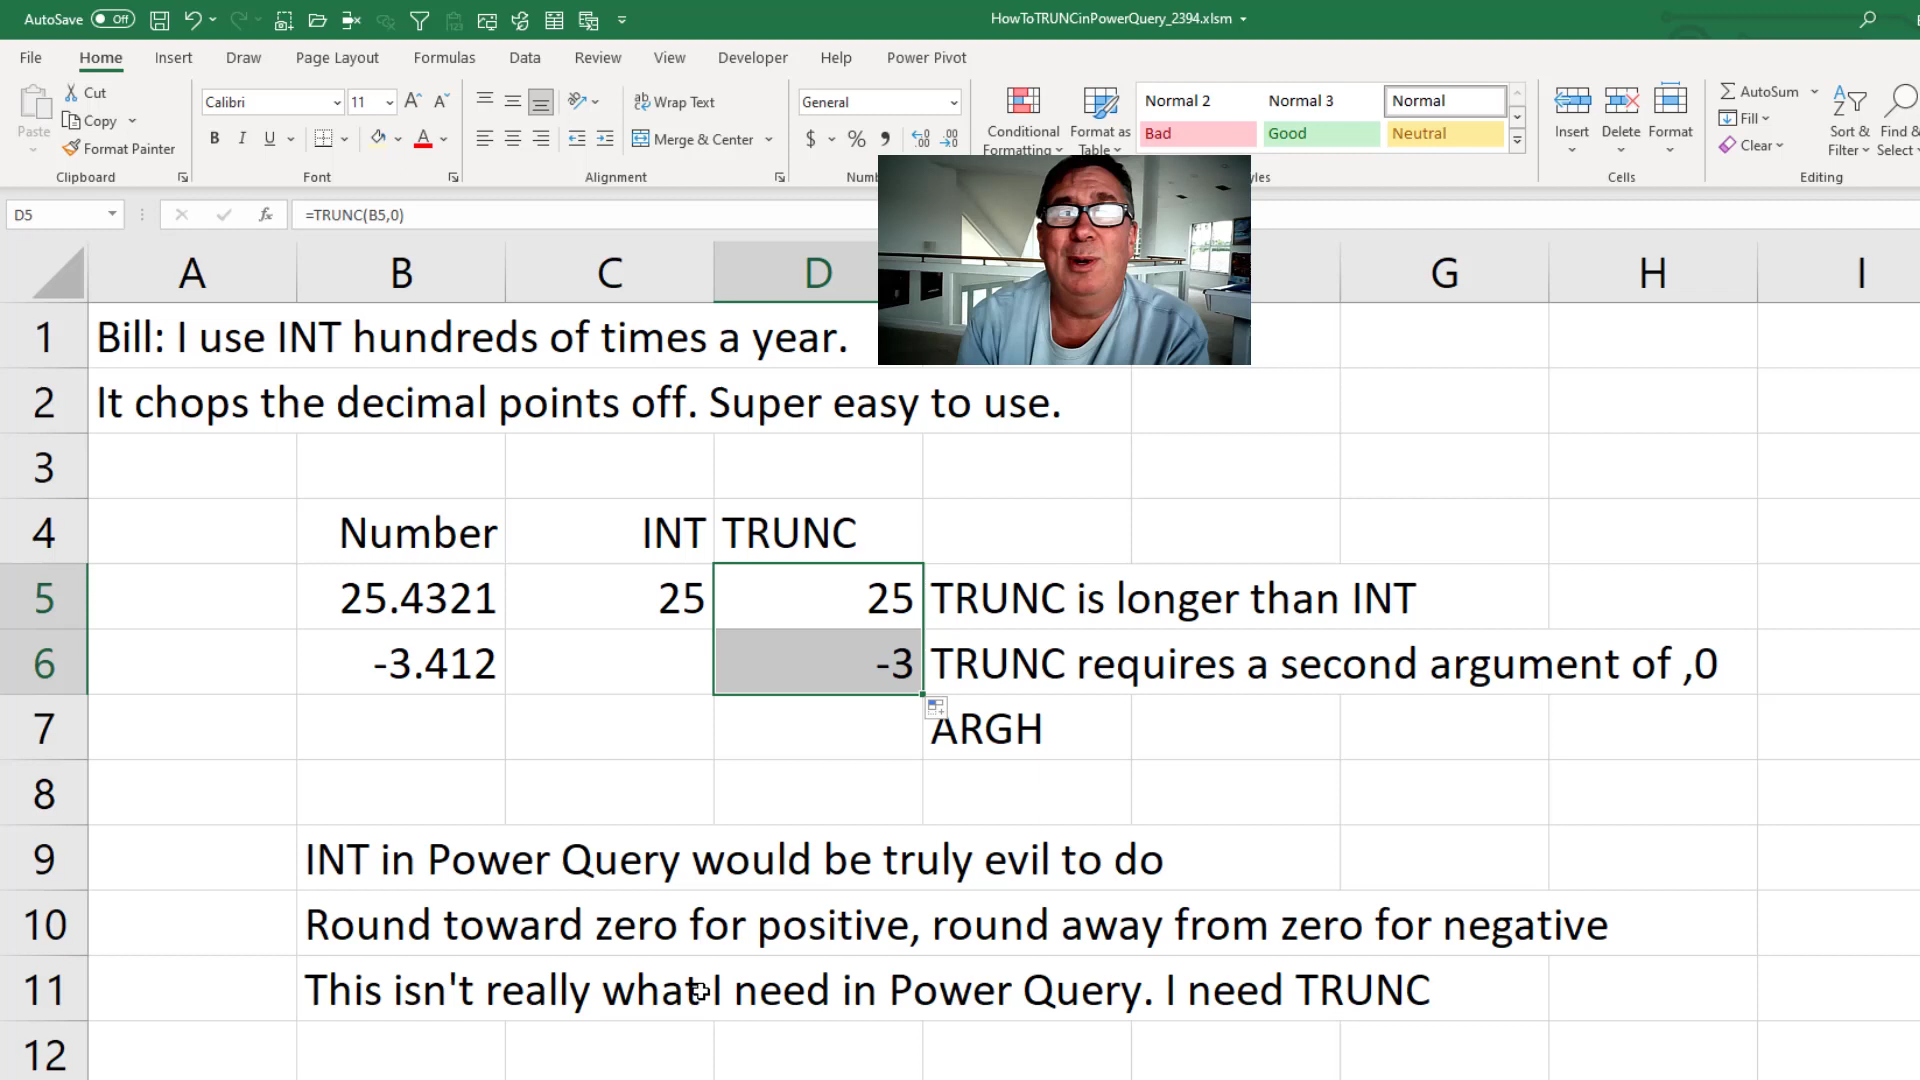 AutoSave Off HowToTRUNCinPowerQuery_2394.xlsm
File Home Insert Draw Page Layout Formulas Data Review View Developer Help Power Pivot
Paste Cut Copy Format Painter Clipboard
Calibri 11 B I U Font
Wrap Text Merge & Center Alignment
General $ % Num
Conditional Formatting Format as Table
Normal 2 Normal 3 Normal
Bad Good Neutral
yles
Insert Delete Format Cells
AutoSum Fill Clear Sort & Filter Find & Select Editing
D5 fx =TRUNC(B5,0)
A B C D G H I
1 Bill: I use INT hundreds of times a year.
2 It chops the decimal points off. Super easy to use.
3
4 Number INT TRUNC
5 25.4321 25 25 TRUNC is longer than INT
6 -3.412 -3 TRUNC requires a second argument of ,0
7 ARGH
8
9 INT in Power Query would be truly evil to do
10 Round toward zero for positive, round away from zero for negative
11 This isn't really what I need in Power Query. I need TRUNC
12